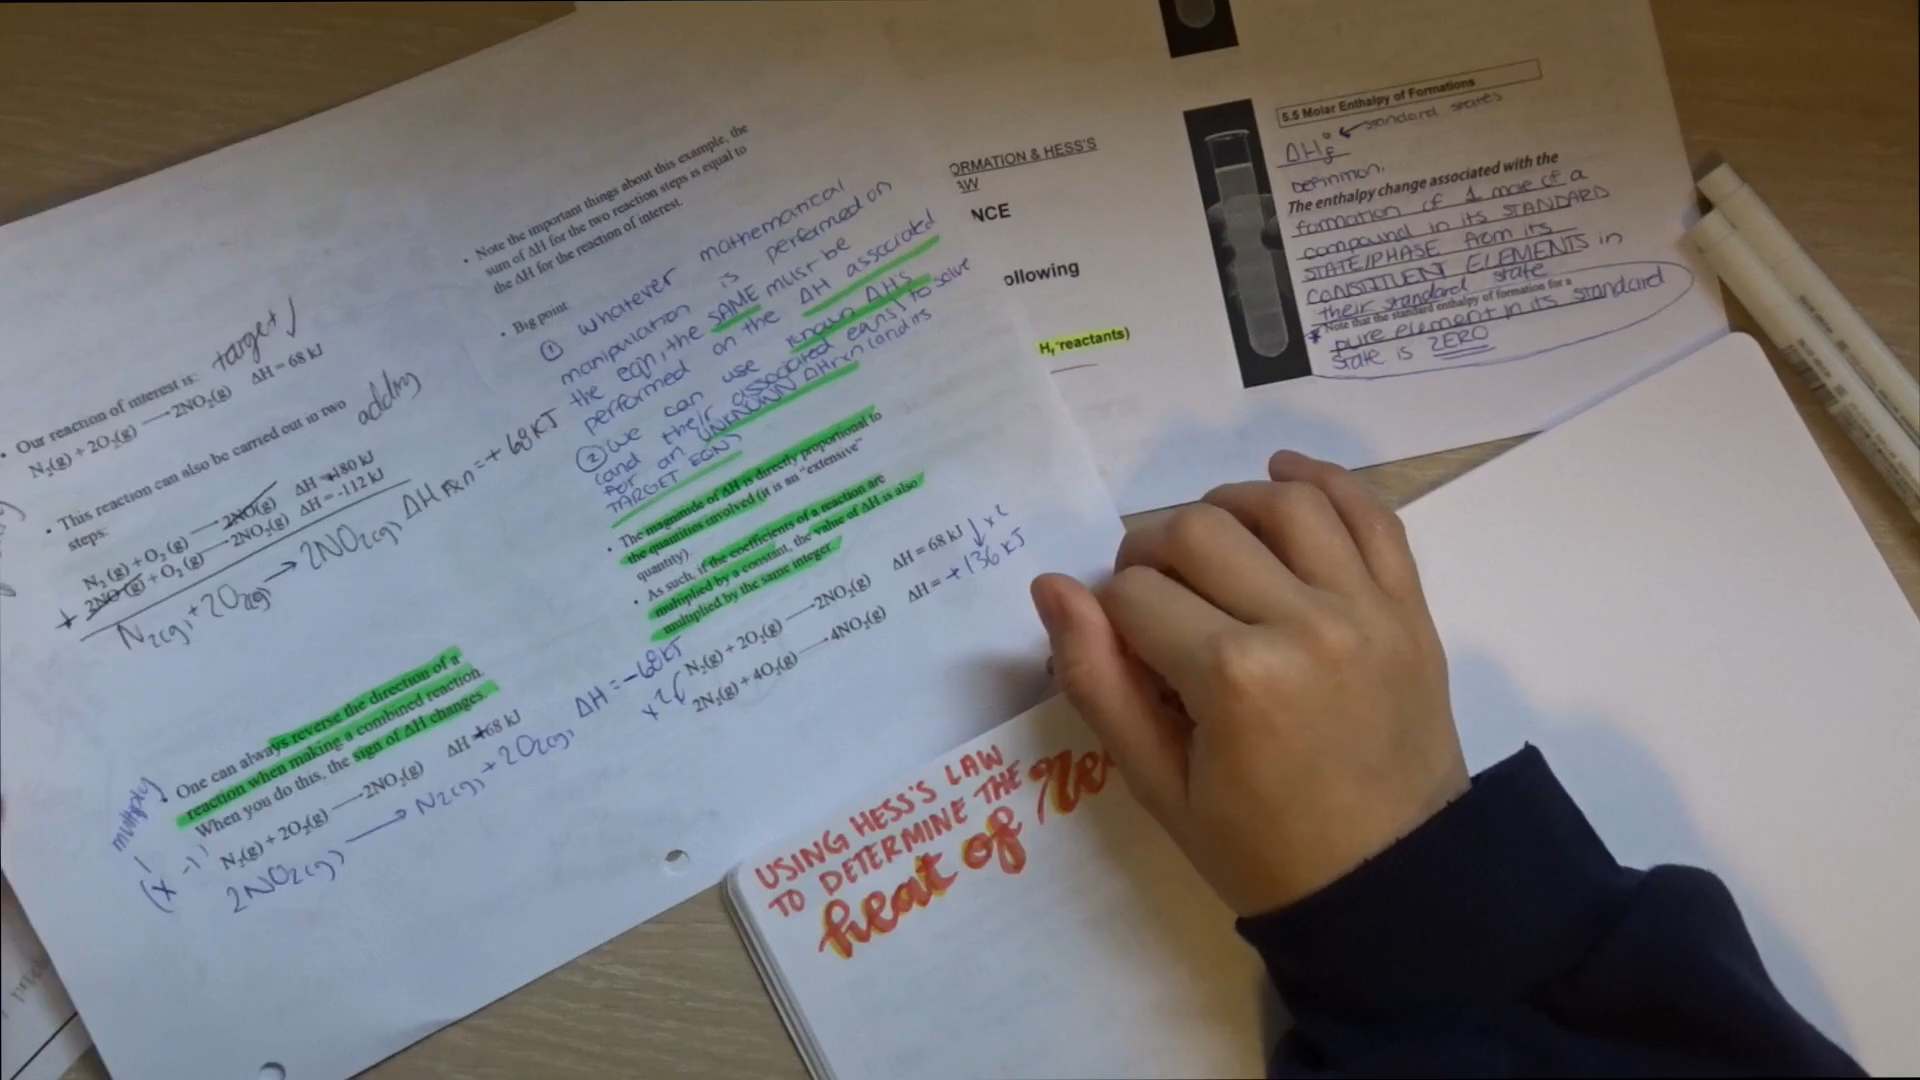 Our reaction of interest is: target
N₂(g) + 2O₂(g) ⟶ 2NO₂(g) ΔH = 68 kJ
• This reaction can also be carried out in two
steps: adding
N₂(g) + O₂(g) ⟶ 2NO(g) ΔH = +180 kJ
+ 2NO(g) + O₂(g) ⟶ 2NO₂(g) ΔH = -112 kJ
N₂(g) + 2O₂(g) → 2NO₂(g) ΔHrxn = + 68 KJ
multiply
• One can always reverse the direction of a
reaction when making a combined reaction.
When you do this, the sign of ΔH changes.
N₂(g) + 2O₂(g) ⟶ 2NO₂(g) ΔH +68 kJ
(x -1)
2NO₂(g) ⟶ N₂(g) + 2O₂(g) ΔH = -68 KJ
• Note the important things about this example, the
sum of ΔH for the two reaction steps is equal to
the ΔH for the reaction of interest.
• Big point:
① whatever mathematical
manipulation is performed on
the eqn, the SAME must be
performed on the ΔH associated
② we can use known ΔH's
(and their associated eqns) to solve
for an UNKNOWN ΔHrxn (and its
TARGET EQN)
• The magnitude of ΔH is directly proportional to
the quantities involved (it is an "extensive"
quantity).
• As such, if the coefficients of a reaction are
multiplied by a constant, the value of ΔH is also
multiplied by the same integer.
N₂(g) + 2O₂(g) ⟶ 2NO₂(g) ΔH = 68 kJ
x2 x2
2N₂(g) + 4O₂(g) ⟶ 4NO₂(g) ΔH = +136 KJ
ORMATION & HESS'S
AW
NCE
ollowing
Hf°reactants)
5.5 Molar Enthalpy of Formations
ΔHf° standard states
Definition:
The enthalpy change associated with the
formation of 1 mole of a
compound in its STANDARD
STATE/PHASE from its
CONSTITUENT ELEMENTS in
their standard state
* Note that the standard enthalpy of formation for a
pure element in its standard
state is ZERO
USING HESS'S LAW
TO DETERMINE THE
heat of